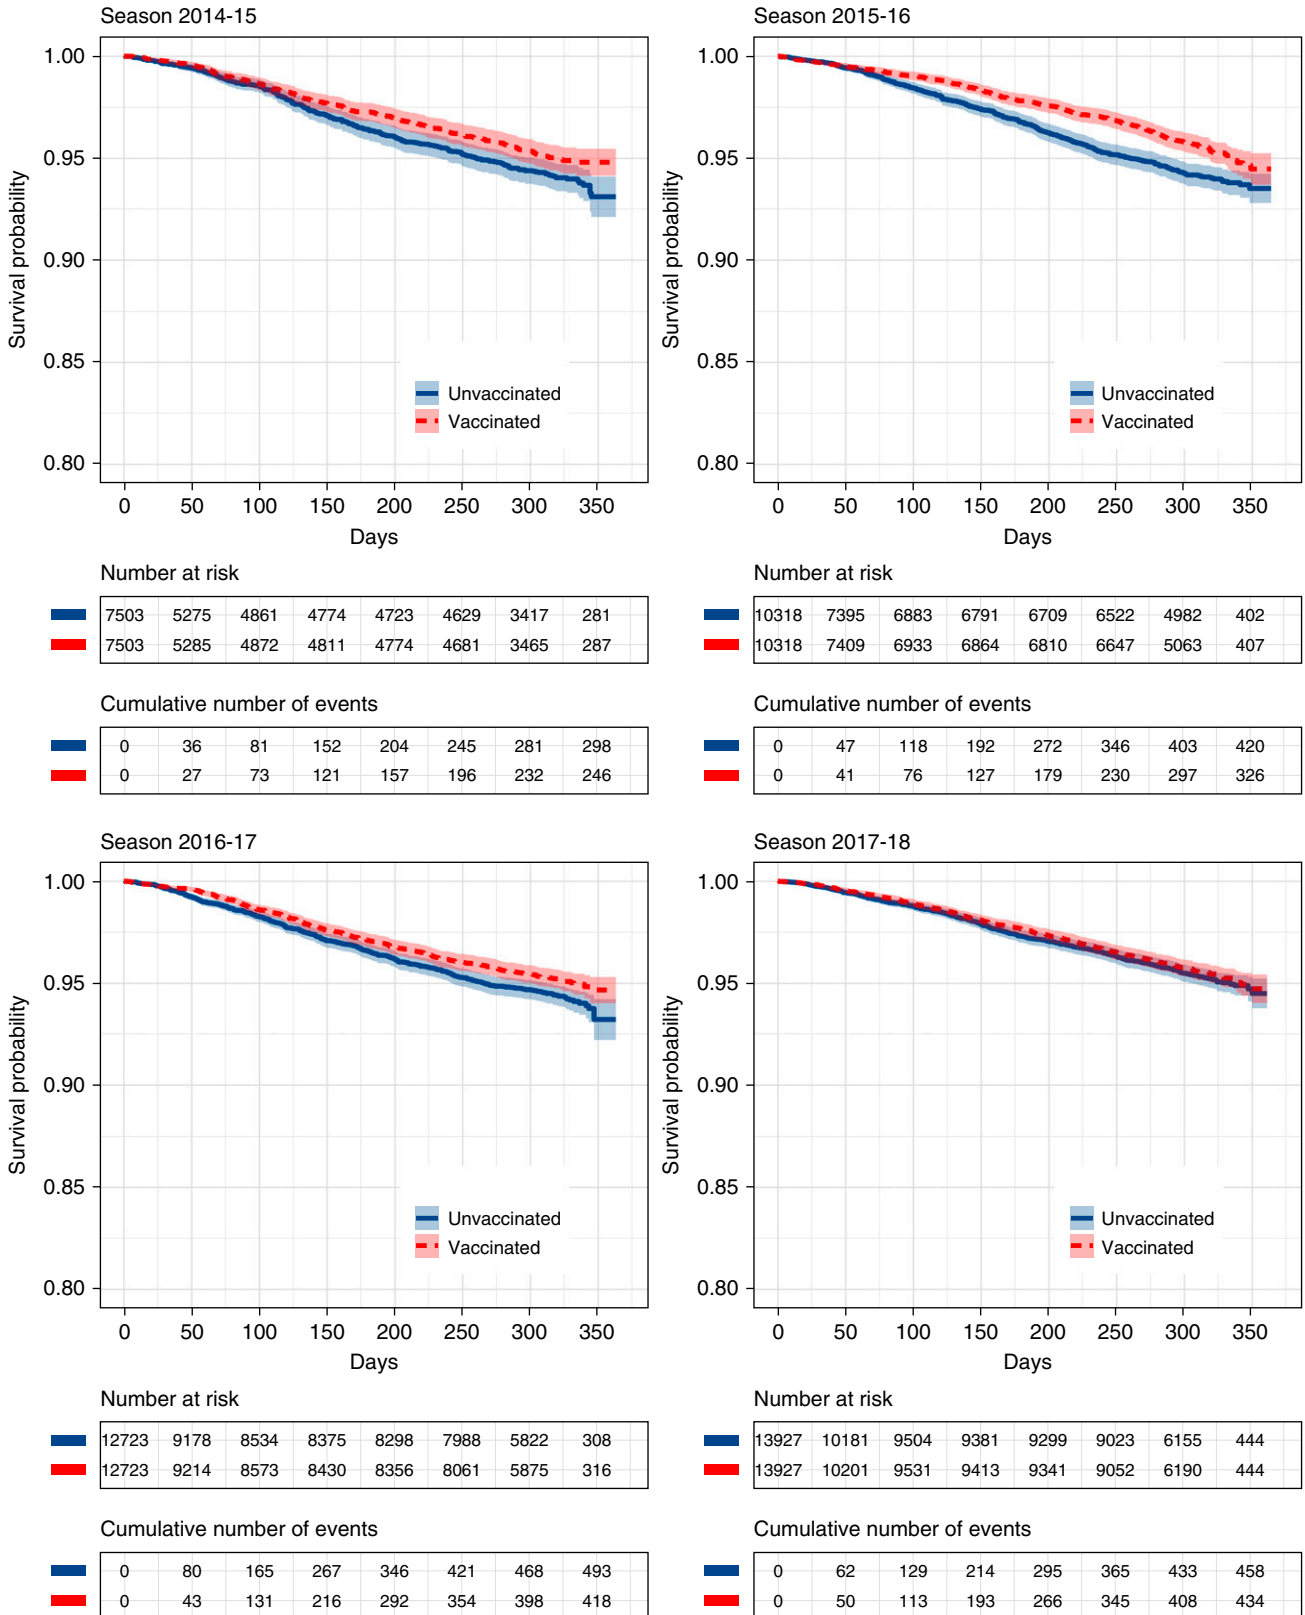 Season 2014-15
Survival probability
1.00
0.95
0.90
0.85
0.80
Unvaccinated
Vaccinated
0 50 100 150 200 250 300 350
Days
Number at risk
7503 5275 4861 4774 4723 4629 3417 281
7503 5285 4872 4811 4774 4681 3465 287
Cumulative number of events
0 36 81 152 204 245 281 298
0 27 73 121 157 196 232 246
Season 2015-16
Survival probability
1.00
0.95
0.90
0.85
0.80
Unvaccinated
Vaccinated
0 50 100 150 200 250 300 350
Days
Number at risk
10318 7395 6883 6791 6709 6522 4982 402
10318 7409 6933 6864 6810 6647 5063 407
Cumulative number of events
0 47 118 192 272 346 403 420
0 41 76 127 179 230 297 326
Season 2016-17
Survival probability
1.00
0.95
0.90
0.85
0.80
Unvaccinated
Vaccinated
0 50 100 150 200 250 300 350
Days
Number at risk
12723 9178 8534 8375 8298 7988 5822 308
12723 9214 8573 8430 8356 8061 5875 316
Cumulative number of events
0 80 165 267 346 421 468 493
0 43 131 216 292 354 398 418
Season 2017-18
Survival probability
1.00
0.95
0.90
0.85
0.80
Unvaccinated
Vaccinated
0 50 100 150 200 250 300 350
Days
Number at risk
13927 10181 9504 9381 9299 9023 6155 444
13927 10201 9531 9413 9341 9052 6190 444
Cumulative number of events
0 62 129 214 295 365 433 458
0 50 113 193 266 345 408 434